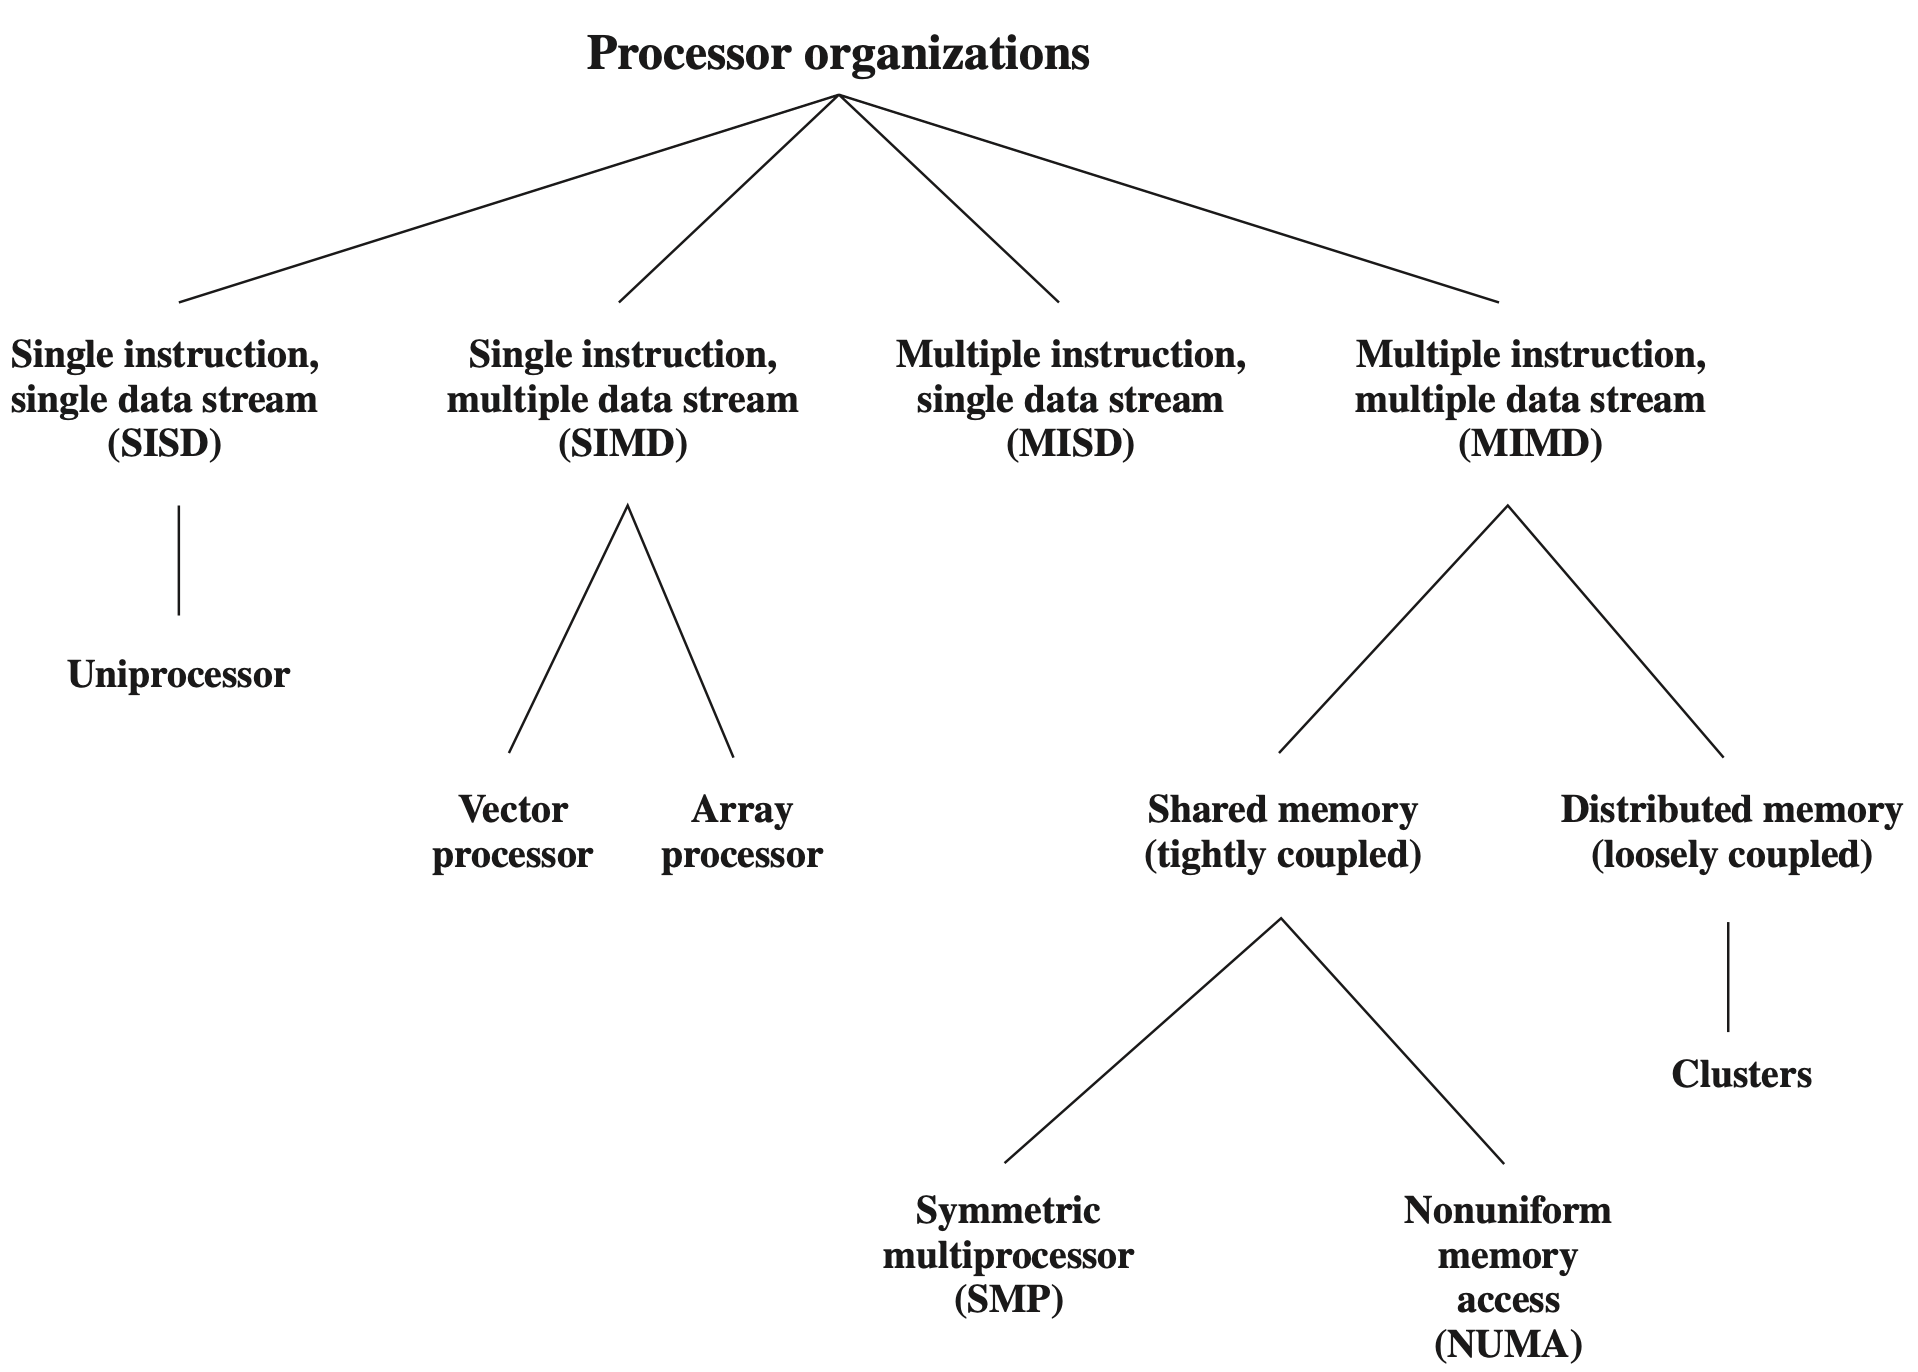 Processor organizations
Single instruction,
single data stream
(SISD)
Single instruction,
multiple data stream
(SIMD)
Multiple instruction,
single data stream
(MISD)
Multiple instruction,
multiple data stream
(MIMD)
Uniprocessor
Vector
processor
Array
processor
Shared memory
(tightly coupled)
Distributed memory
(loosely coupled)
Clusters
Symmetric
multiprocessor
(SMP)
Nonuniform
memory
access
(NUMA)